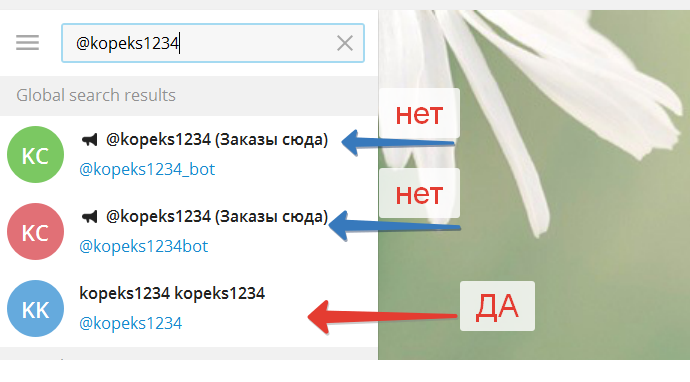 @kopeks1234
Global search results
нет
KC
@kopeks1234 (Заказы сюда)
@kopeks1234_bot
нет
KC
@kopeks1234 (Заказы сюда)
@kopeks1234bot
KK
kopeks1234 kopeks1234
@kopeks1234
ДА